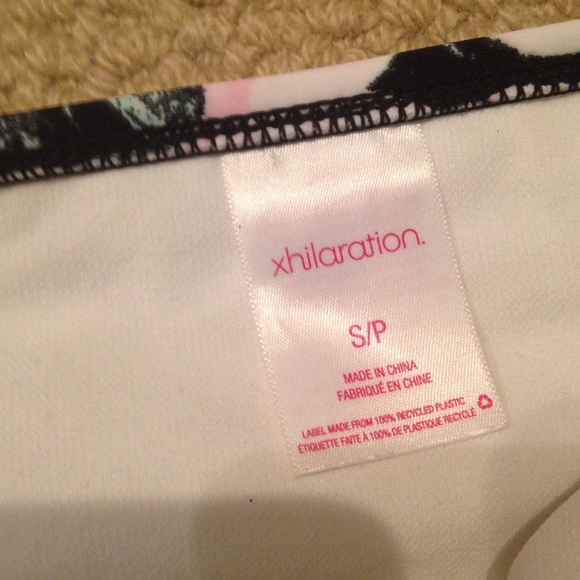 xhilaration.
S/P
MADE IN CHINA
FABRIQUÉ EN CHINE
LABEL MADE FROM 100% RECYCLED PLASTIC
ÉTIQUETTE FAITE À 100% DE PLASTIQUE RECYCLÉ